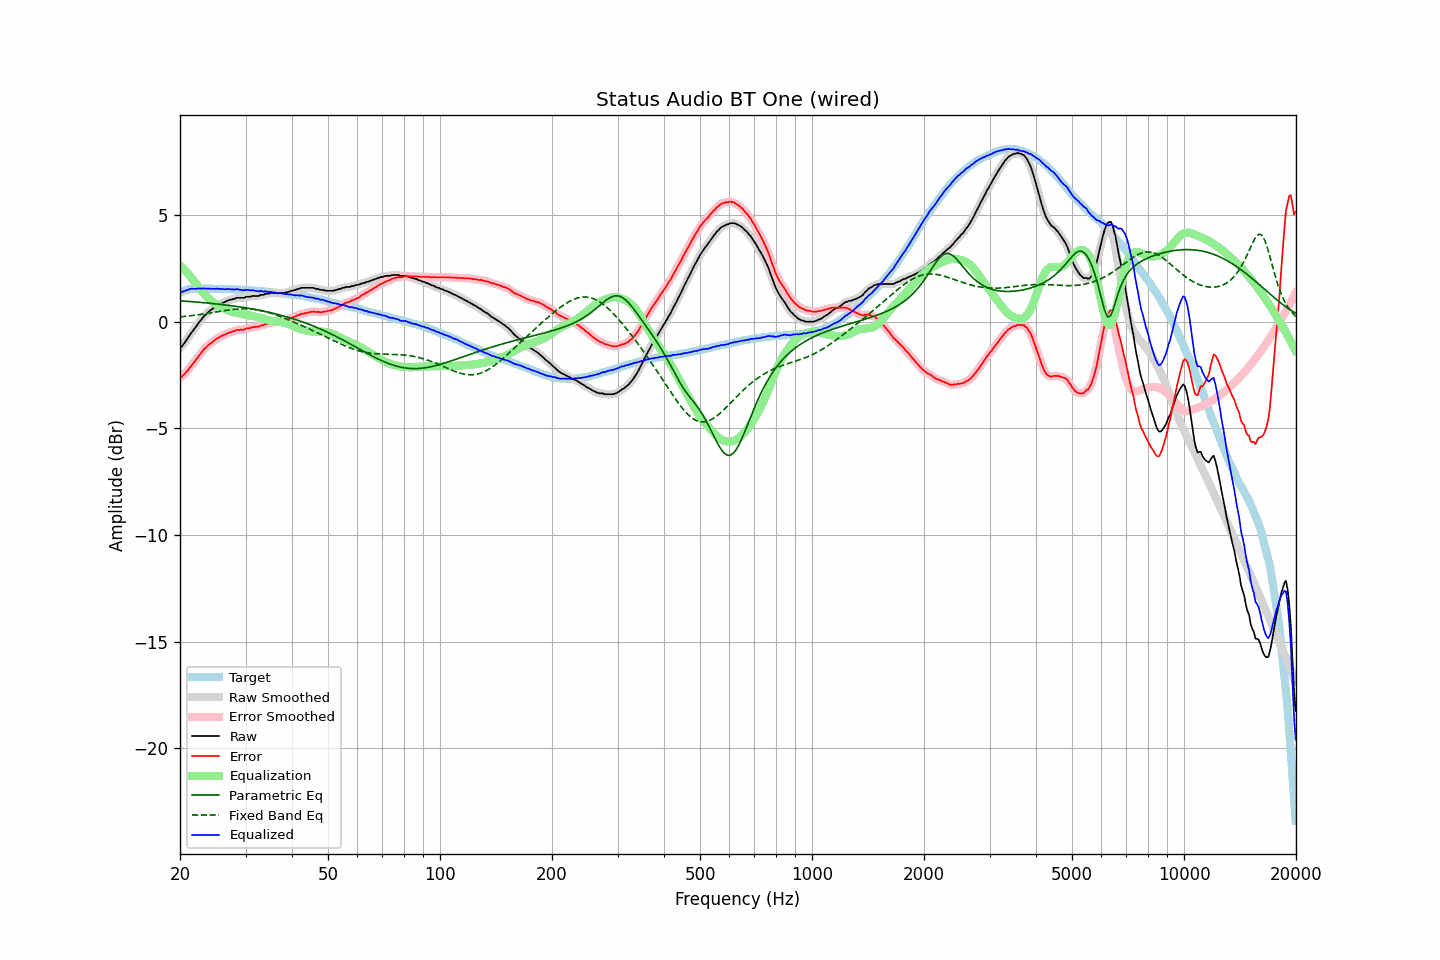 Status Audio BT One (wired)
Amplitude (dBr)
5
0
−5
−10
−15
−20
Target
Raw Smoothed
Error Smoothed
Raw
Error
Equalization
Parametric Eq
Fixed Band Eq
Equalized
20
50
100
200
500
1000
2000
5000
10000
20000
Frequency (Hz)